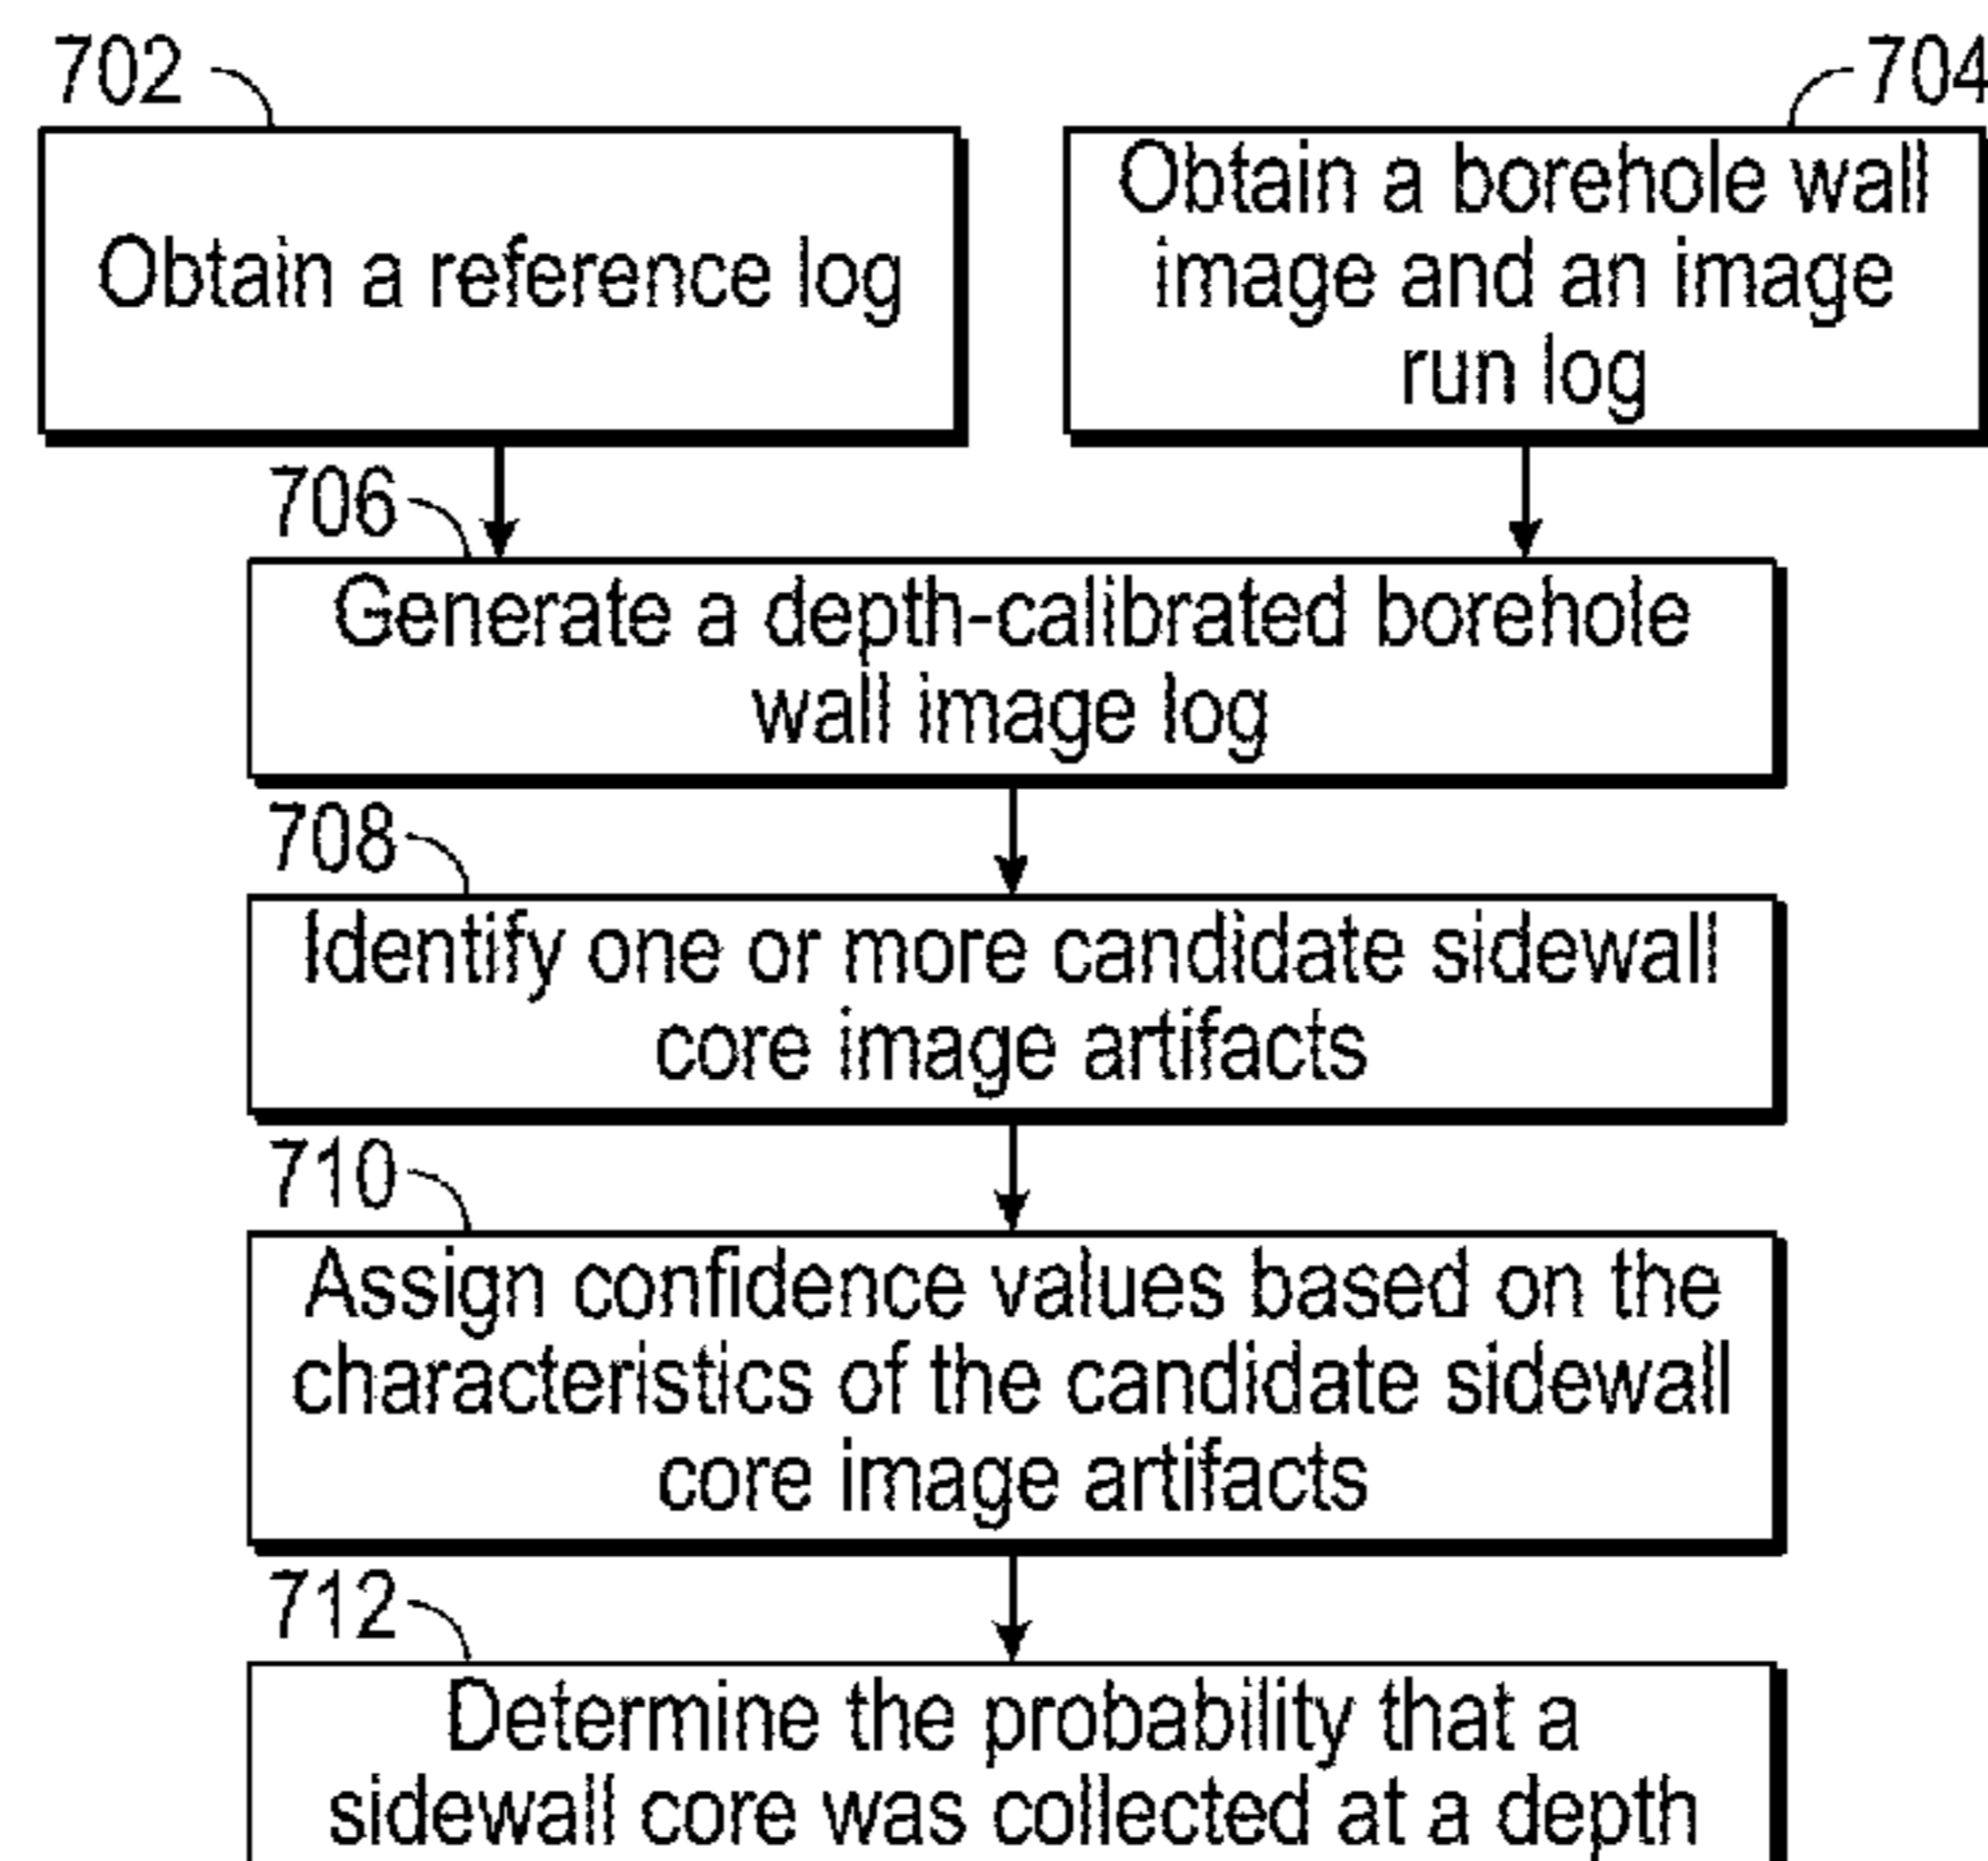 702
704
Obtain a reference log
Obtain a borehole wall
image and an image
run log
706
Generate a depth-calibrated borehole
wall image log
708
Identify one or more candidate sidewall
core image artifacts
710
Assign confidence values based on the
characteristics of the candidate sidewall
core image artifacts
712
Determine the probability that a
sidewall core was collected at a depth